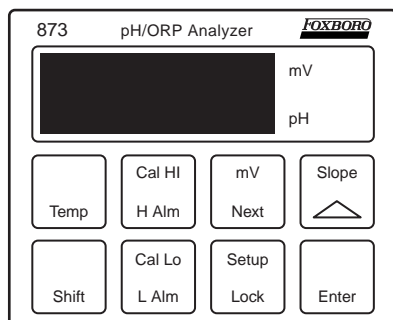 873 pH/ORP Analyzer FOXBORO
mV
pH
Cal HI mV Slope
Temp H Alm Next
Cal Lo Setup
Shift L Alm Lock Enter